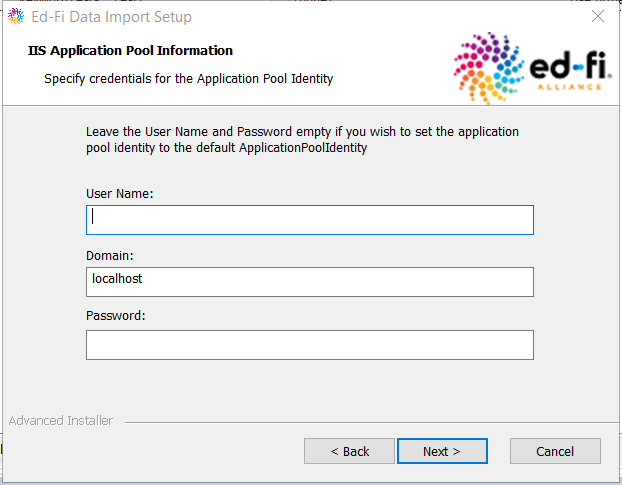 Ed-Fi Data Import Setup
IIS Application Pool Information
Specify credentials for the Application Pool Identity
ed-fi®
ALLIANCE
Leave the User Name and Password empty if you wish to set the application
pool identity to the default ApplicationPoolIdentity
User Name:
Domain:
localhost
Password:
Advanced Installer
< Back
Next >
Cancel